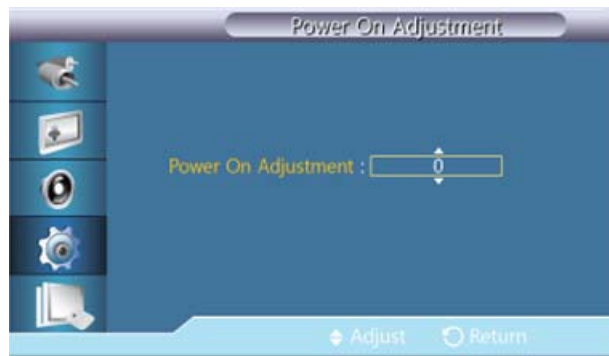 Power On Adjustment
Power On Adjustment : 0
Adjust Return